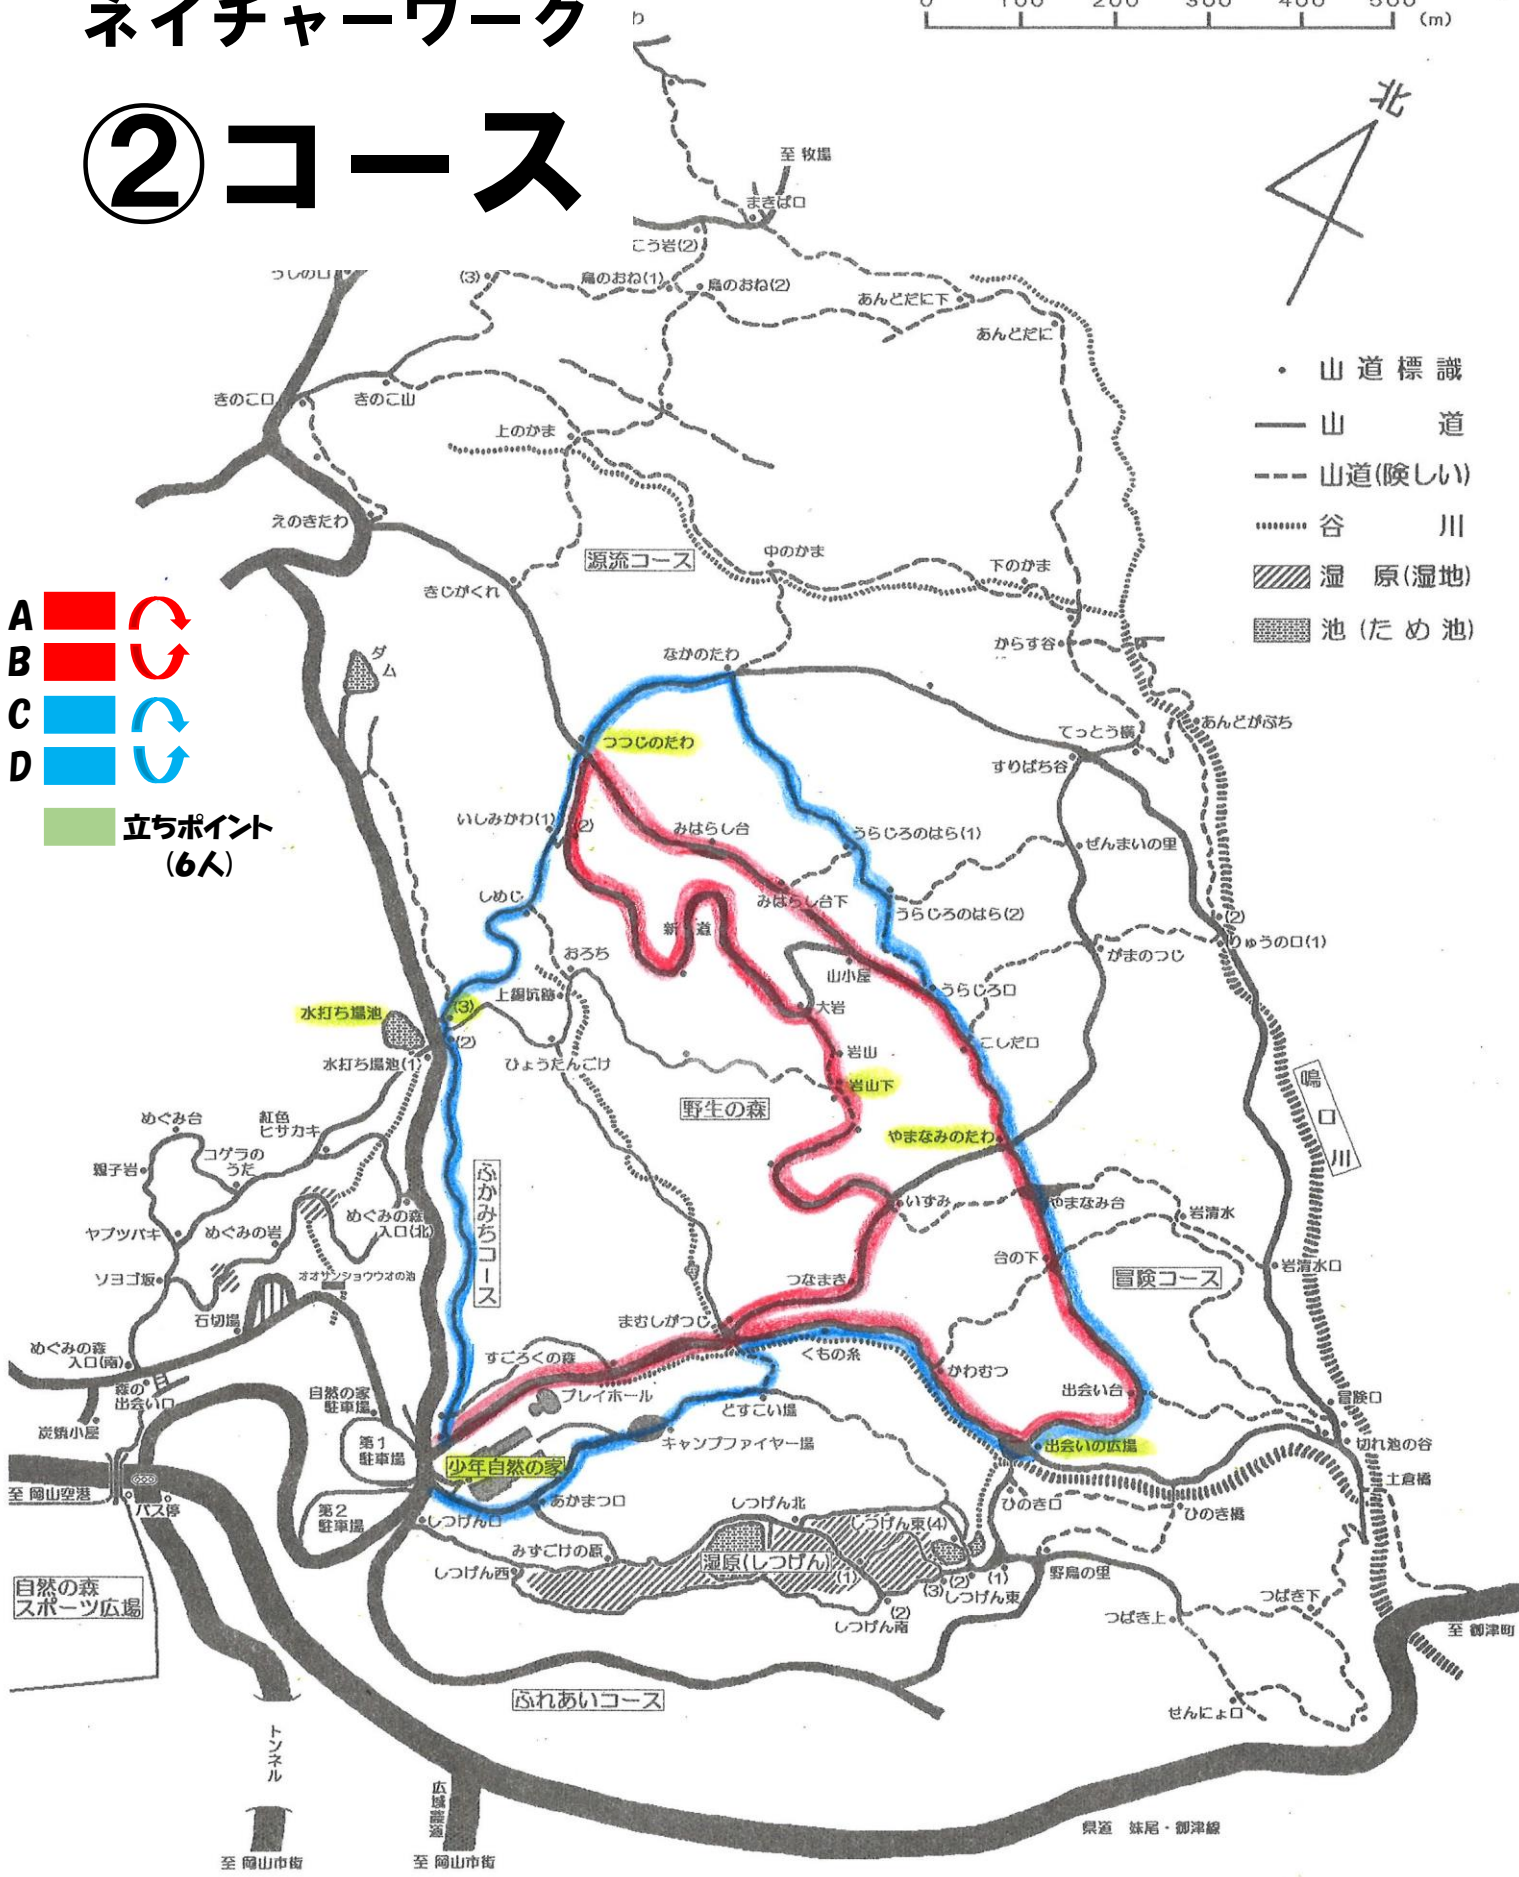 ネイチャーワーク
②コース
0 100 200 300 400 500 (m)
北
至 牧場
まきば口
こう岩(2)
うしの口
(3)
鳥のおね(1)
鳥のおね(2)
あんどだに下
あんどだに
・ 山道標識
山道
山道(険しい)
谷川
湿原(湿地)
池(ため池)
きのこ口
きのこ山
上のかま
えのきたわ
源流コース
中のかま
下のかま
きじがくれ
A
B
C
D
立ちポイント
(6人)
ダム
からす谷
なかのたわ
あんどがぶち
てっとう横
すりばち谷
つつじのたわ
いしみかわ(1)
(2)
みはらし台
うらじろのはら(1)
ぜんまいの里
しめじ
みはらし台下
うらじろのはら(2)
(2)
りゅうの口(1)
新道
がまのつじ
おろち
山小屋
うらじろ口
上銅坑跡
水打ち場池
(3)
大岩
(2)
こしだ口
水打ち場池(1)
ひょうたんごけ
岩山
岩山下
鳴口川
野生の森
めぐみ台
紅色
ヒサカキ
やまなみのたわ
コゲラの
うた
親子岩
ふかみちコース
めぐみの森
入口(北)
いずみ
やまなみ台
岩清水
ヤブツバキ
めぐみの岩
台の下
岩清水口
ソヨゴ坂
オオサンショウウオの池
冒険コース
つなまき
石切場
まむしがつじ
めぐみの森
入口(南)
すごろくの森
くもの糸
かわむつ
森の
出会い口
自然の家
駐車場
プレイホール
出会い台
どすこい場
冒険口
炭焼小屋
第1
駐車場
キャンプファイヤー場
出会いの広場
切れ池の谷
少年自然の家
土倉橋
至 岡山空港
バス停
第2
駐車場
あかまつ口
しつげん北
ひのき口
ひのき橋
しつげん口
しつげん東(4)
みずごけの原
湿原(しつげん)
しつげん西
(1)
(3)
(2)
(1)
しつげん東
野鳥の里
自然の森
スポーツ広場
(2)
しつげん南
つばき上
つばき下
至 御津町
ふれあいコース
せんにょ口
トンネル
広域農道
県道 妹尾・御津線
至 岡山市街
至 岡山市街